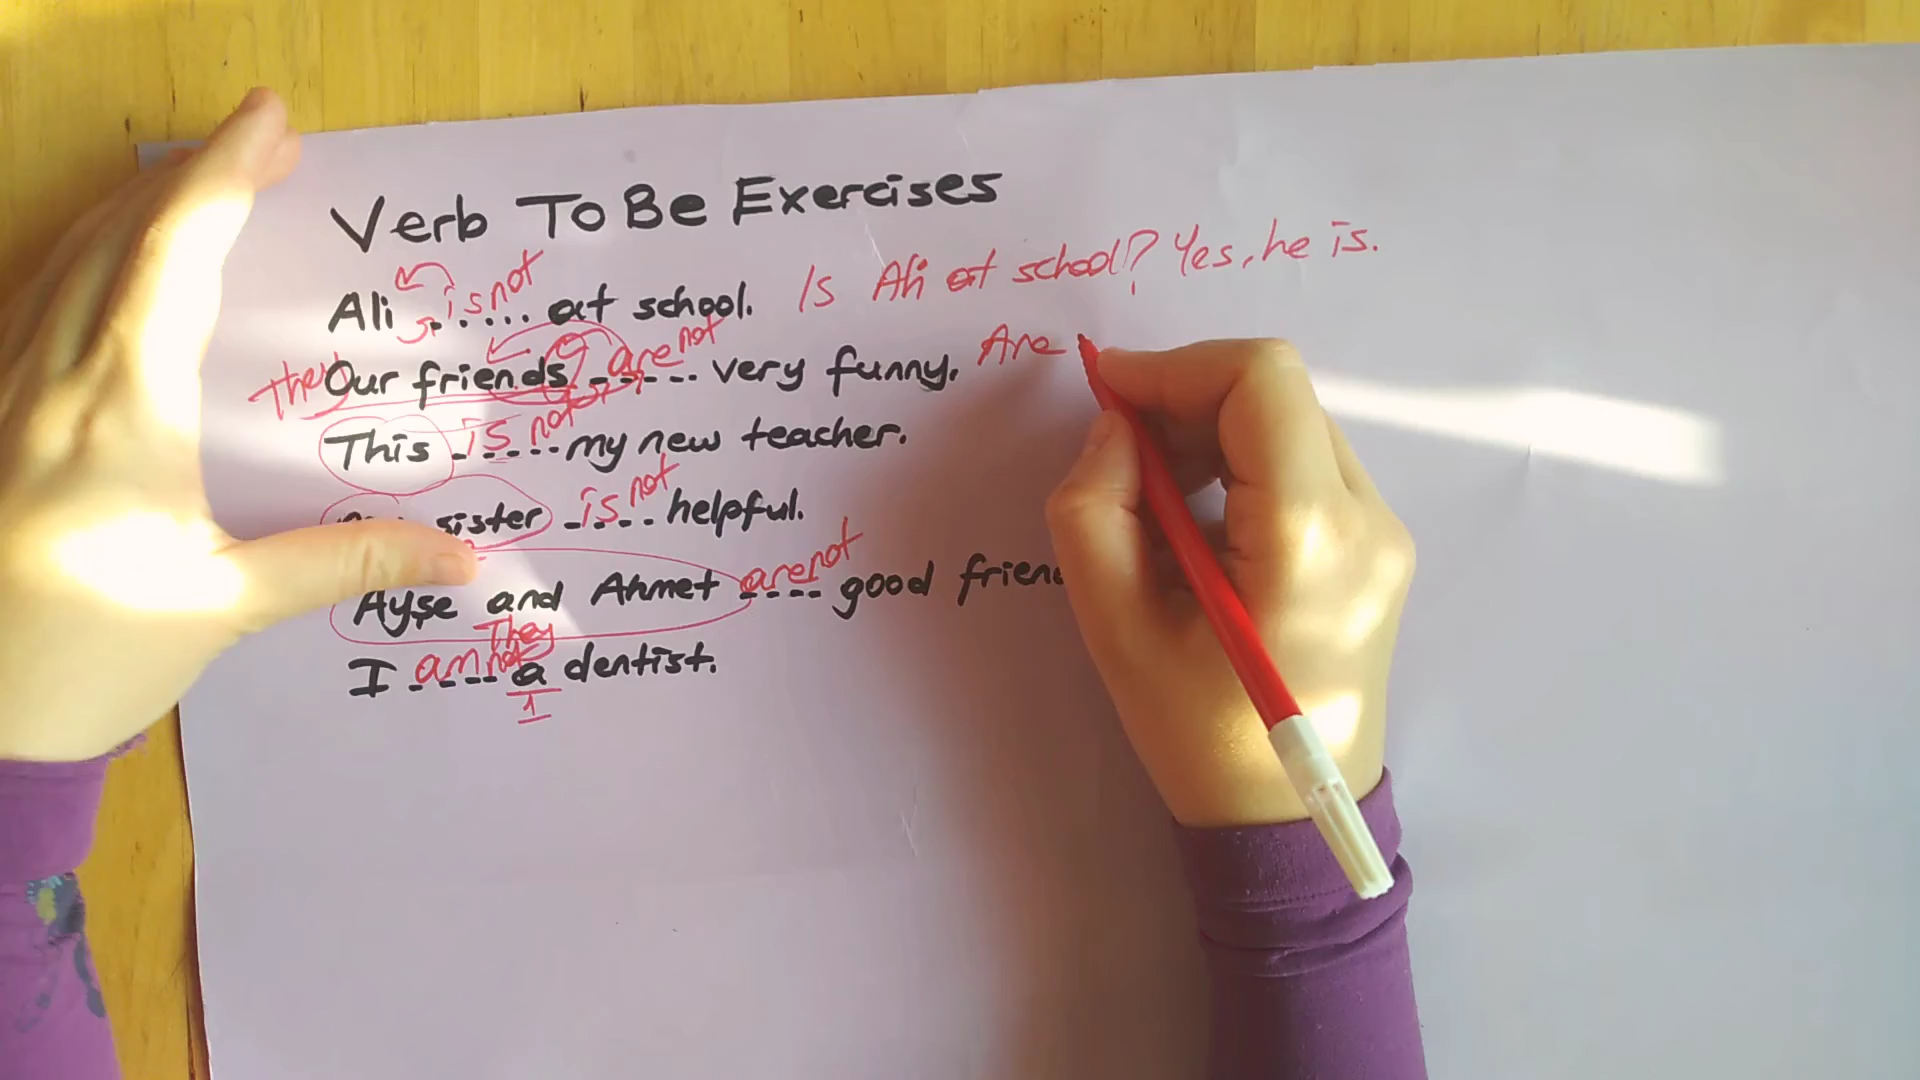 Verb To Be Exercises
Ali is not at school. Is Ali at school? Yes, he is.
They Our friends are not very funny. Are
This is not my new teacher.
sister is not helpful.
Ayşe and Ahmet are not good frien
They
I am not a dentist.
1